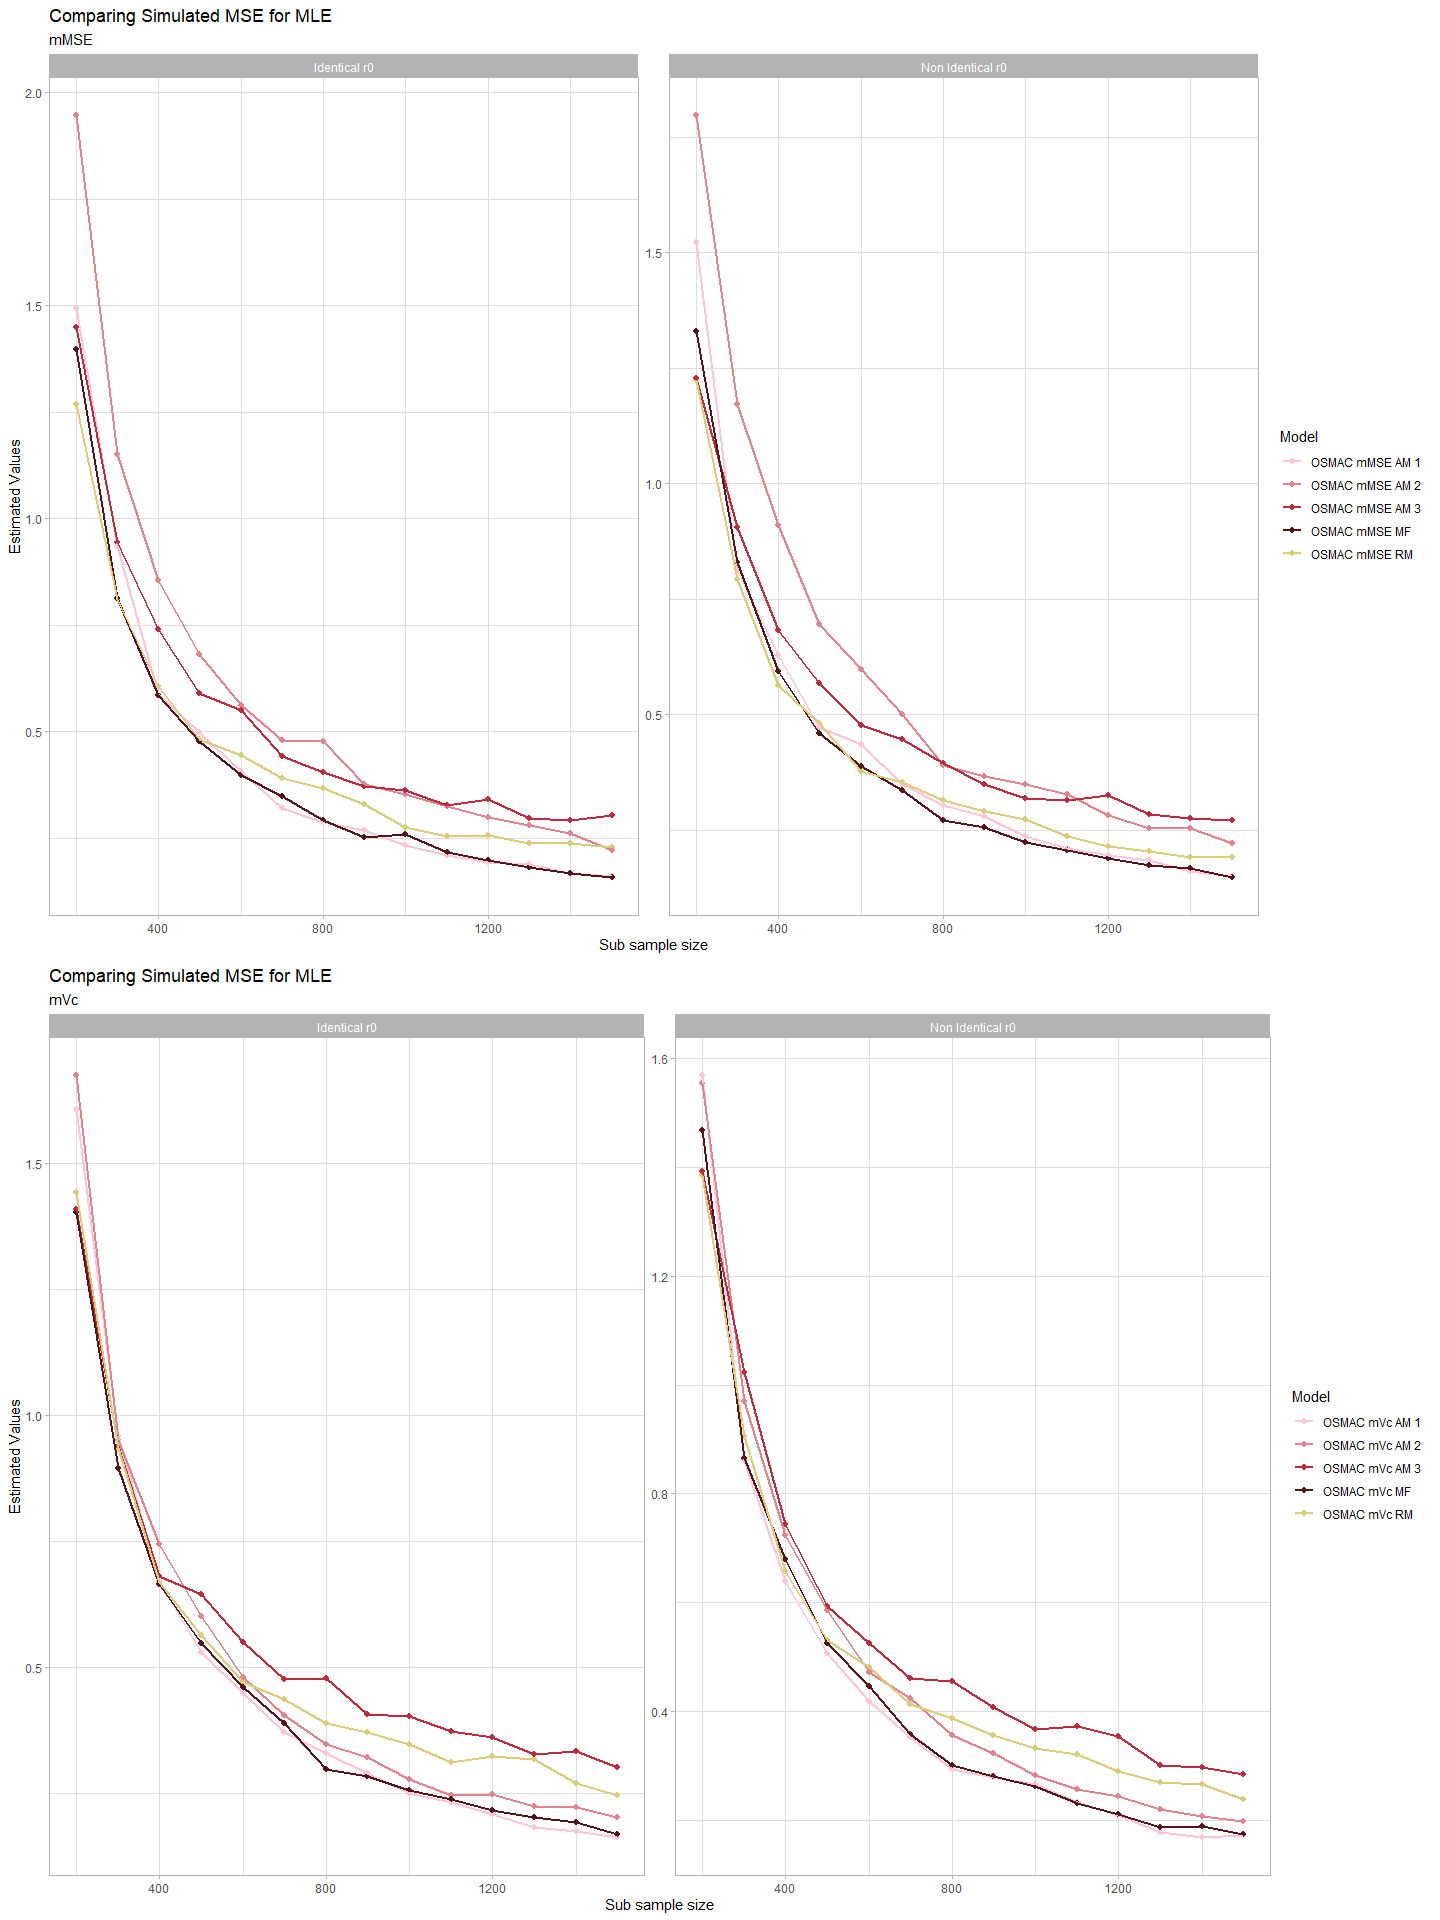 Comparing Simulated MSE for MLE
mMSE
Identical r0
Non Identical r0
Estimated Values
2.0
1.5
1.0
0.5
1.5
1.0
0.5
400
800
1200
400
800
1200
Sub sample size
Model
OSMAC mMSE AM 1
OSMAC mMSE AM 2
OSMAC mMSE AM 3
OSMAC mMSE MF
OSMAC mMSE RM
Comparing Simulated MSE for MLE
mVc
Identical r0
Non Identical r0
Estimated Values
1.5
1.0
0.5
1.6
1.2
0.8
0.4
400
800
1200
400
800
1200
Sub sample size
Model
OSMAC mVc AM 1
OSMAC mVc AM 2
OSMAC mVc AM 3
OSMAC mVc MF
OSMAC mVc RM